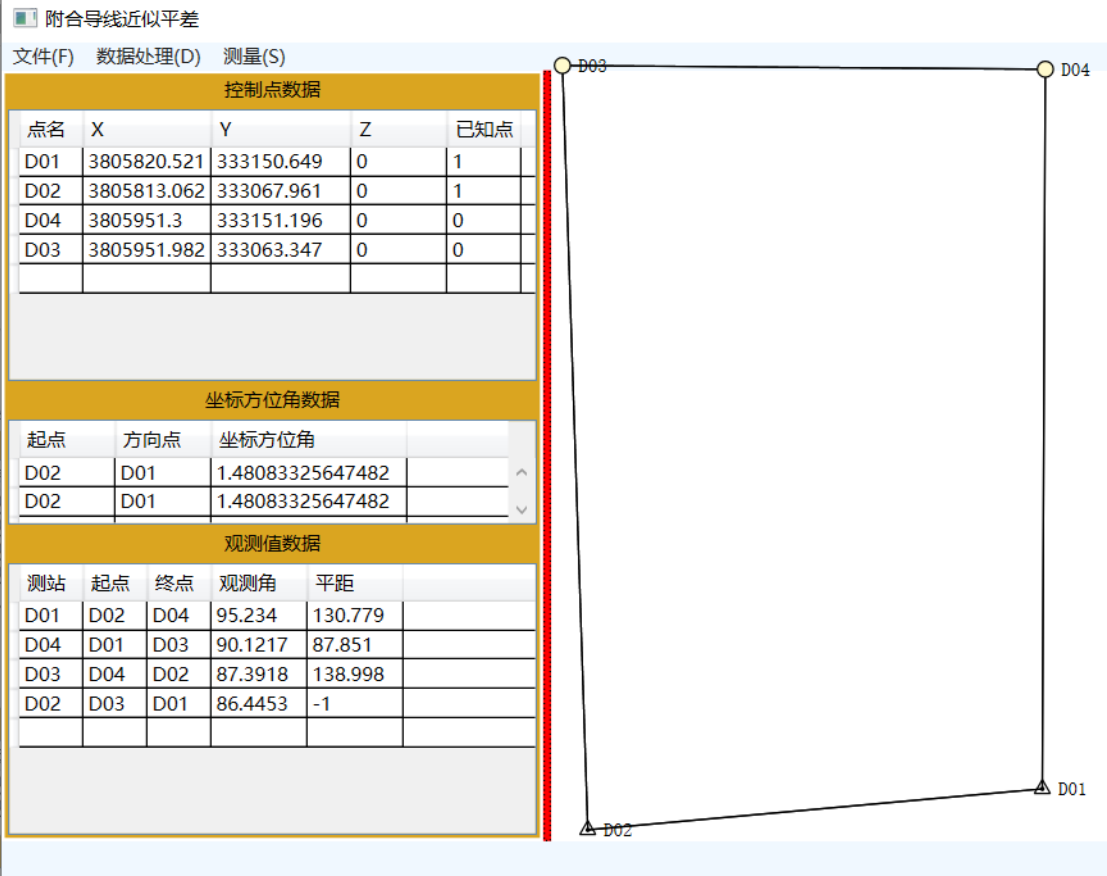 附合导线近似平差
文件(F) 数据处理(D) 测量(S)
控制点数据
点名 X Y Z 已知点
D01 3805820.521 333150.649 0 1
D02 3805813.062 333067.961 0 1
D04 3805951.3 333151.196 0 0
D03 3805951.982 333063.347 0 0
坐标方位角数据
起点 方向点 坐标方位角
D02 D01 1.48083325647482
D02 D01 1.48083325647482
观测值数据
测站 起点 终点 观测角 平距
D01 D02 D04 95.234 130.779
D04 D01 D03 90.1217 87.851
D03 D04 D02 87.3918 138.998
D02 D03 D01 86.4453 -1
D03
D04
D01
D02